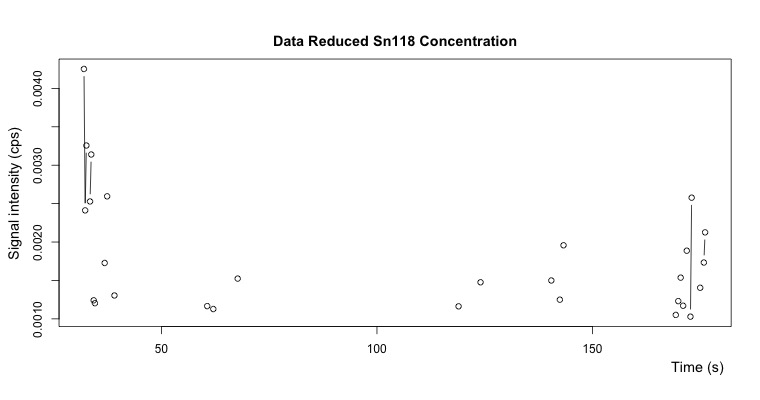 Data Reduced Sn118 Concentration
Signal intensity (cps)
0.0040
0.0030
0.0020
0.0010
50 100 150
Time (s)